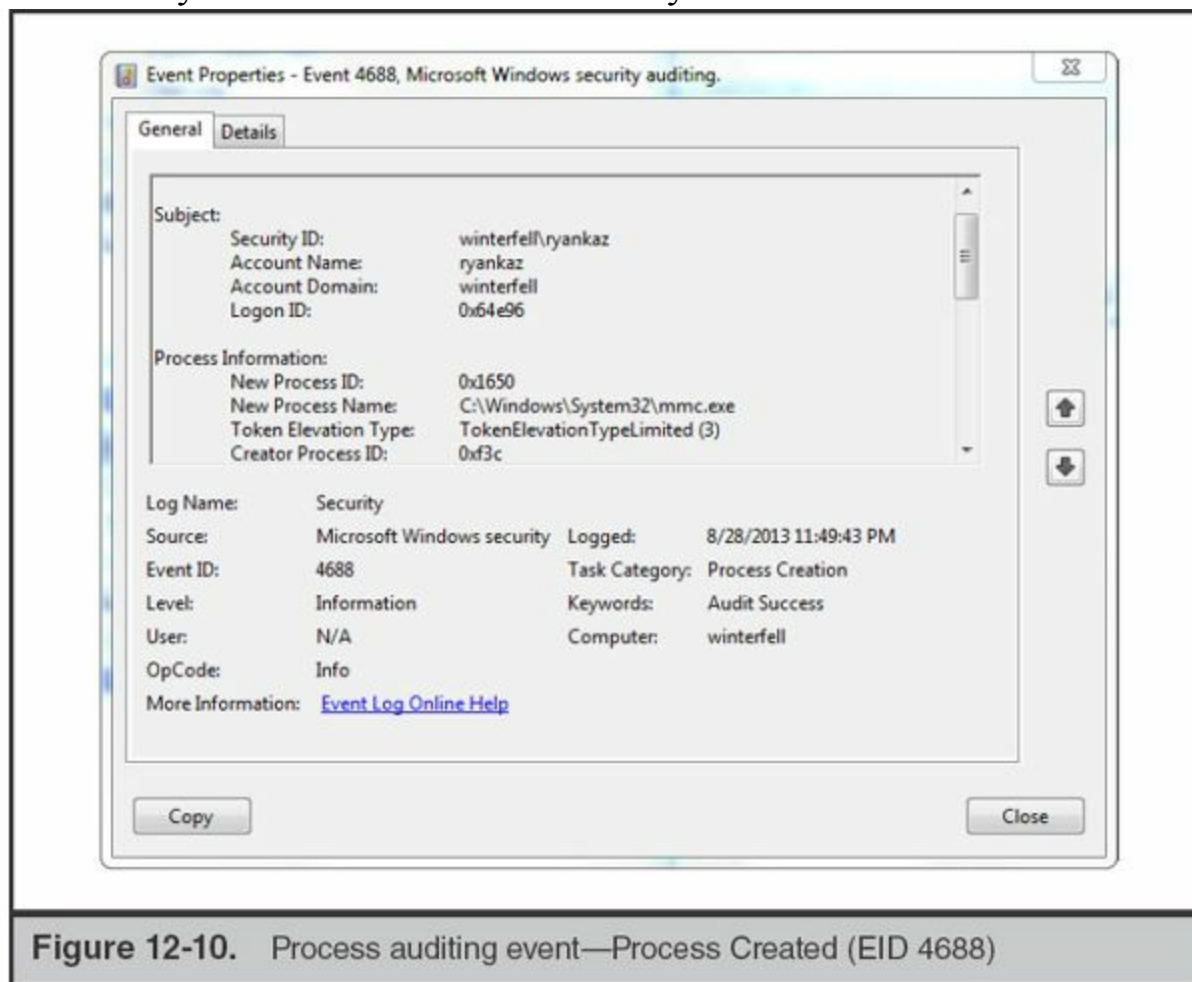 Event Properties - Event 4688, Microsoft Windows security auditing.
General Details
Subject:
Security ID: winterfell\ryankaz
Account Name: ryankaz
Account Domain: winterfell
Logon ID: 0x64e96
Process Information:
New Process ID: 0x1650
New Process Name: C:\Windows\System32\mmc.exe
Token Elevation Type: TokenElevationTypeLimited (3)
Creator Process ID: 0xf3c
Log Name: Security
Source: Microsoft Windows security Logged: 8/28/2013 11:49:43 PM
Event ID: 4688 Task Category: Process Creation
Level: Information Keywords: Audit Success
User: N/A Computer: winterfell
OpCode: Info
More Information: Event Log Online Help
Copy Close
Figure 12-10. Process auditing event—Process Created (EID 4688)